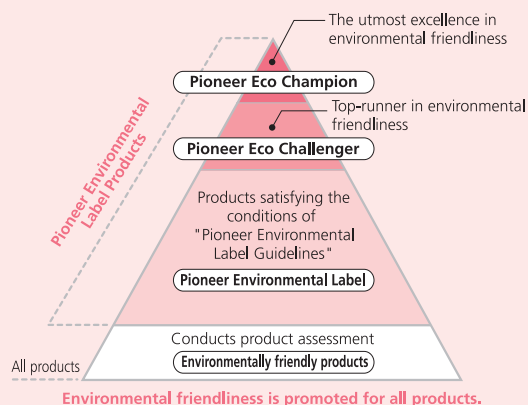 The utmost excellence in
environmental friendliness
Pioneer Eco Champion
Top-runner in environmental
friendliness
Pioneer Eco Challenger
Pioneer Environmental
Label Products
Products satisfying the
conditions of
"Pioneer Environmental
Label Guidelines"
Pioneer Environmental Label
Conducts product assessment
Environmentally friendly products
All products
Environmental friendliness is promoted for all products.